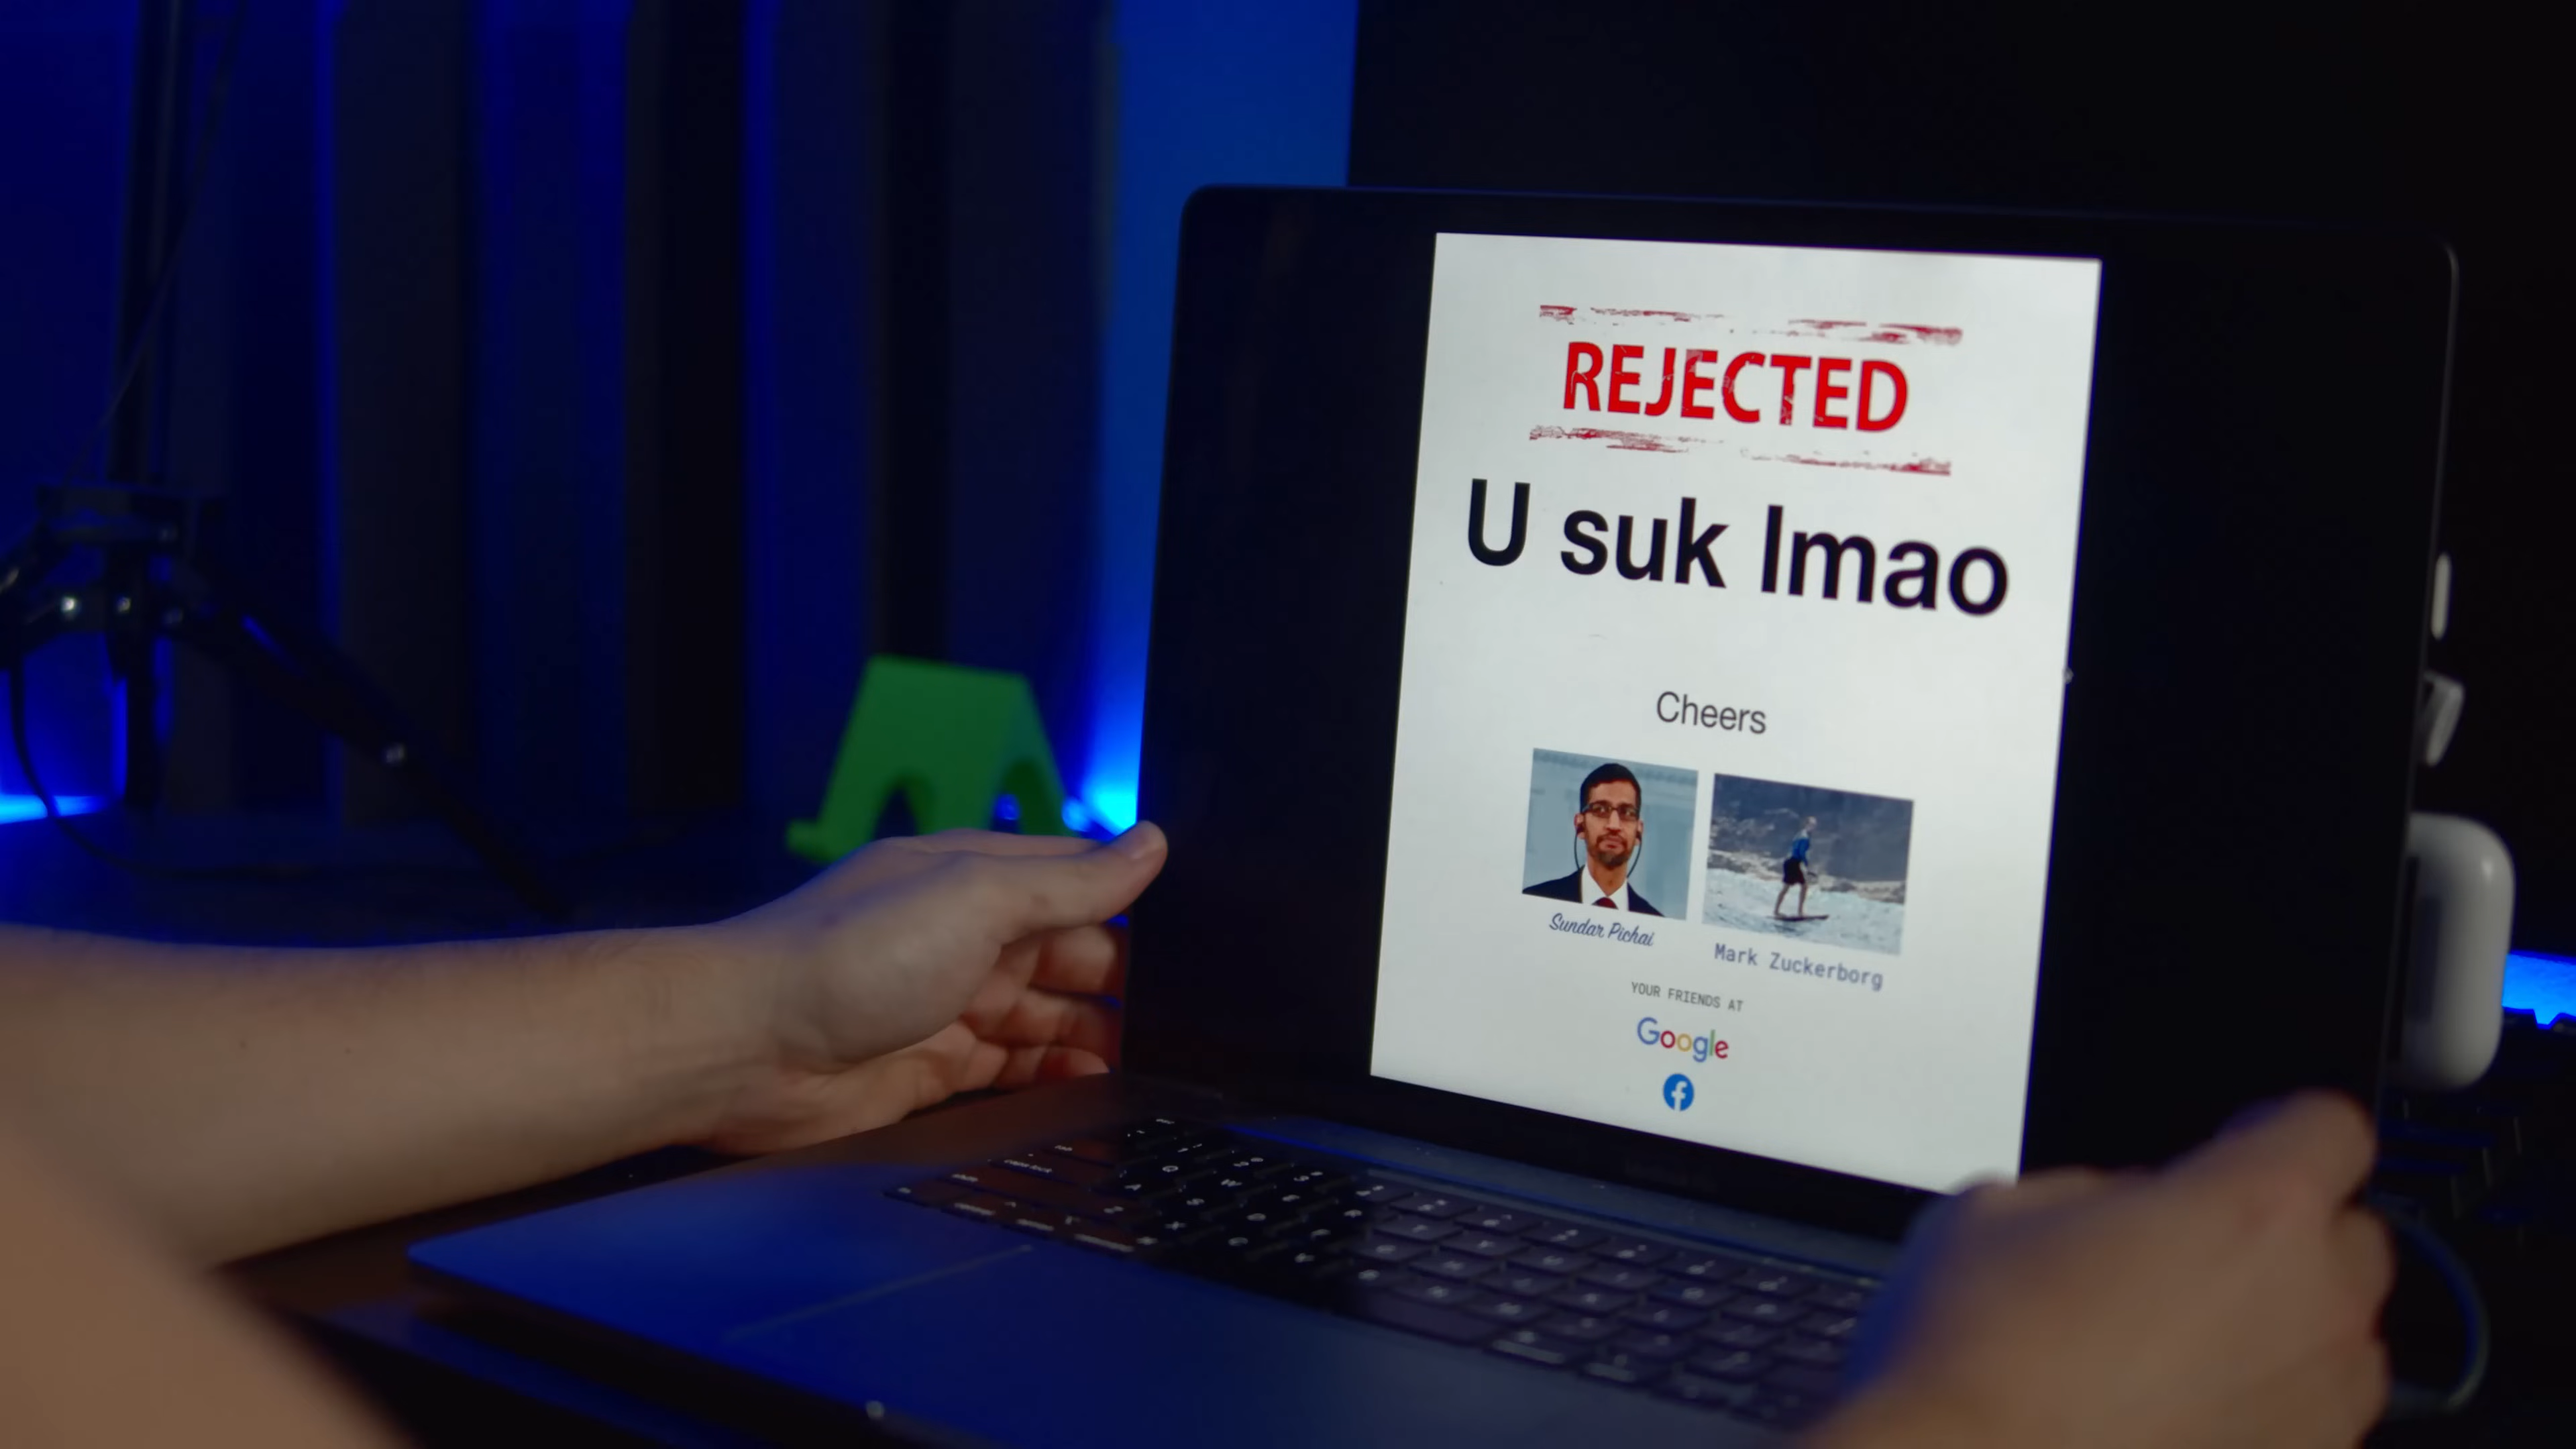 REJECTED
U suk lmao
Cheers
Sundar Pichai
Mark Zuckerborg
YOUR FRIENDS AT
Google